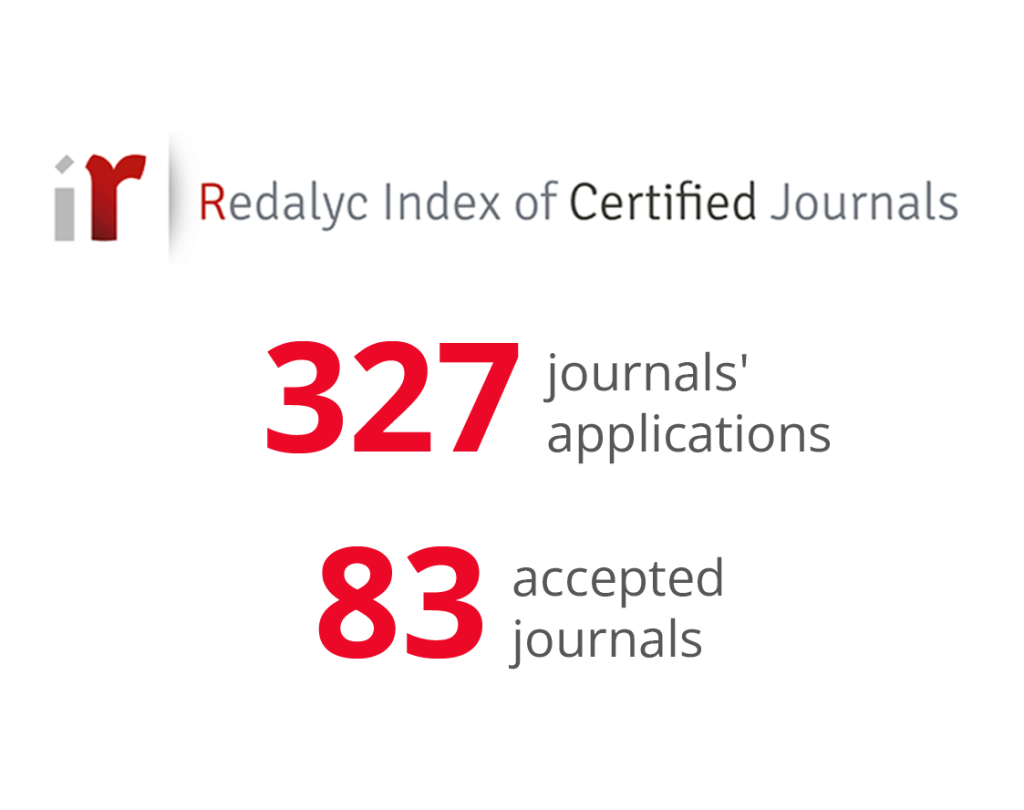 ir
Redalyc Index of Certified Journals
327 journals'
applications
83 accepted
journals